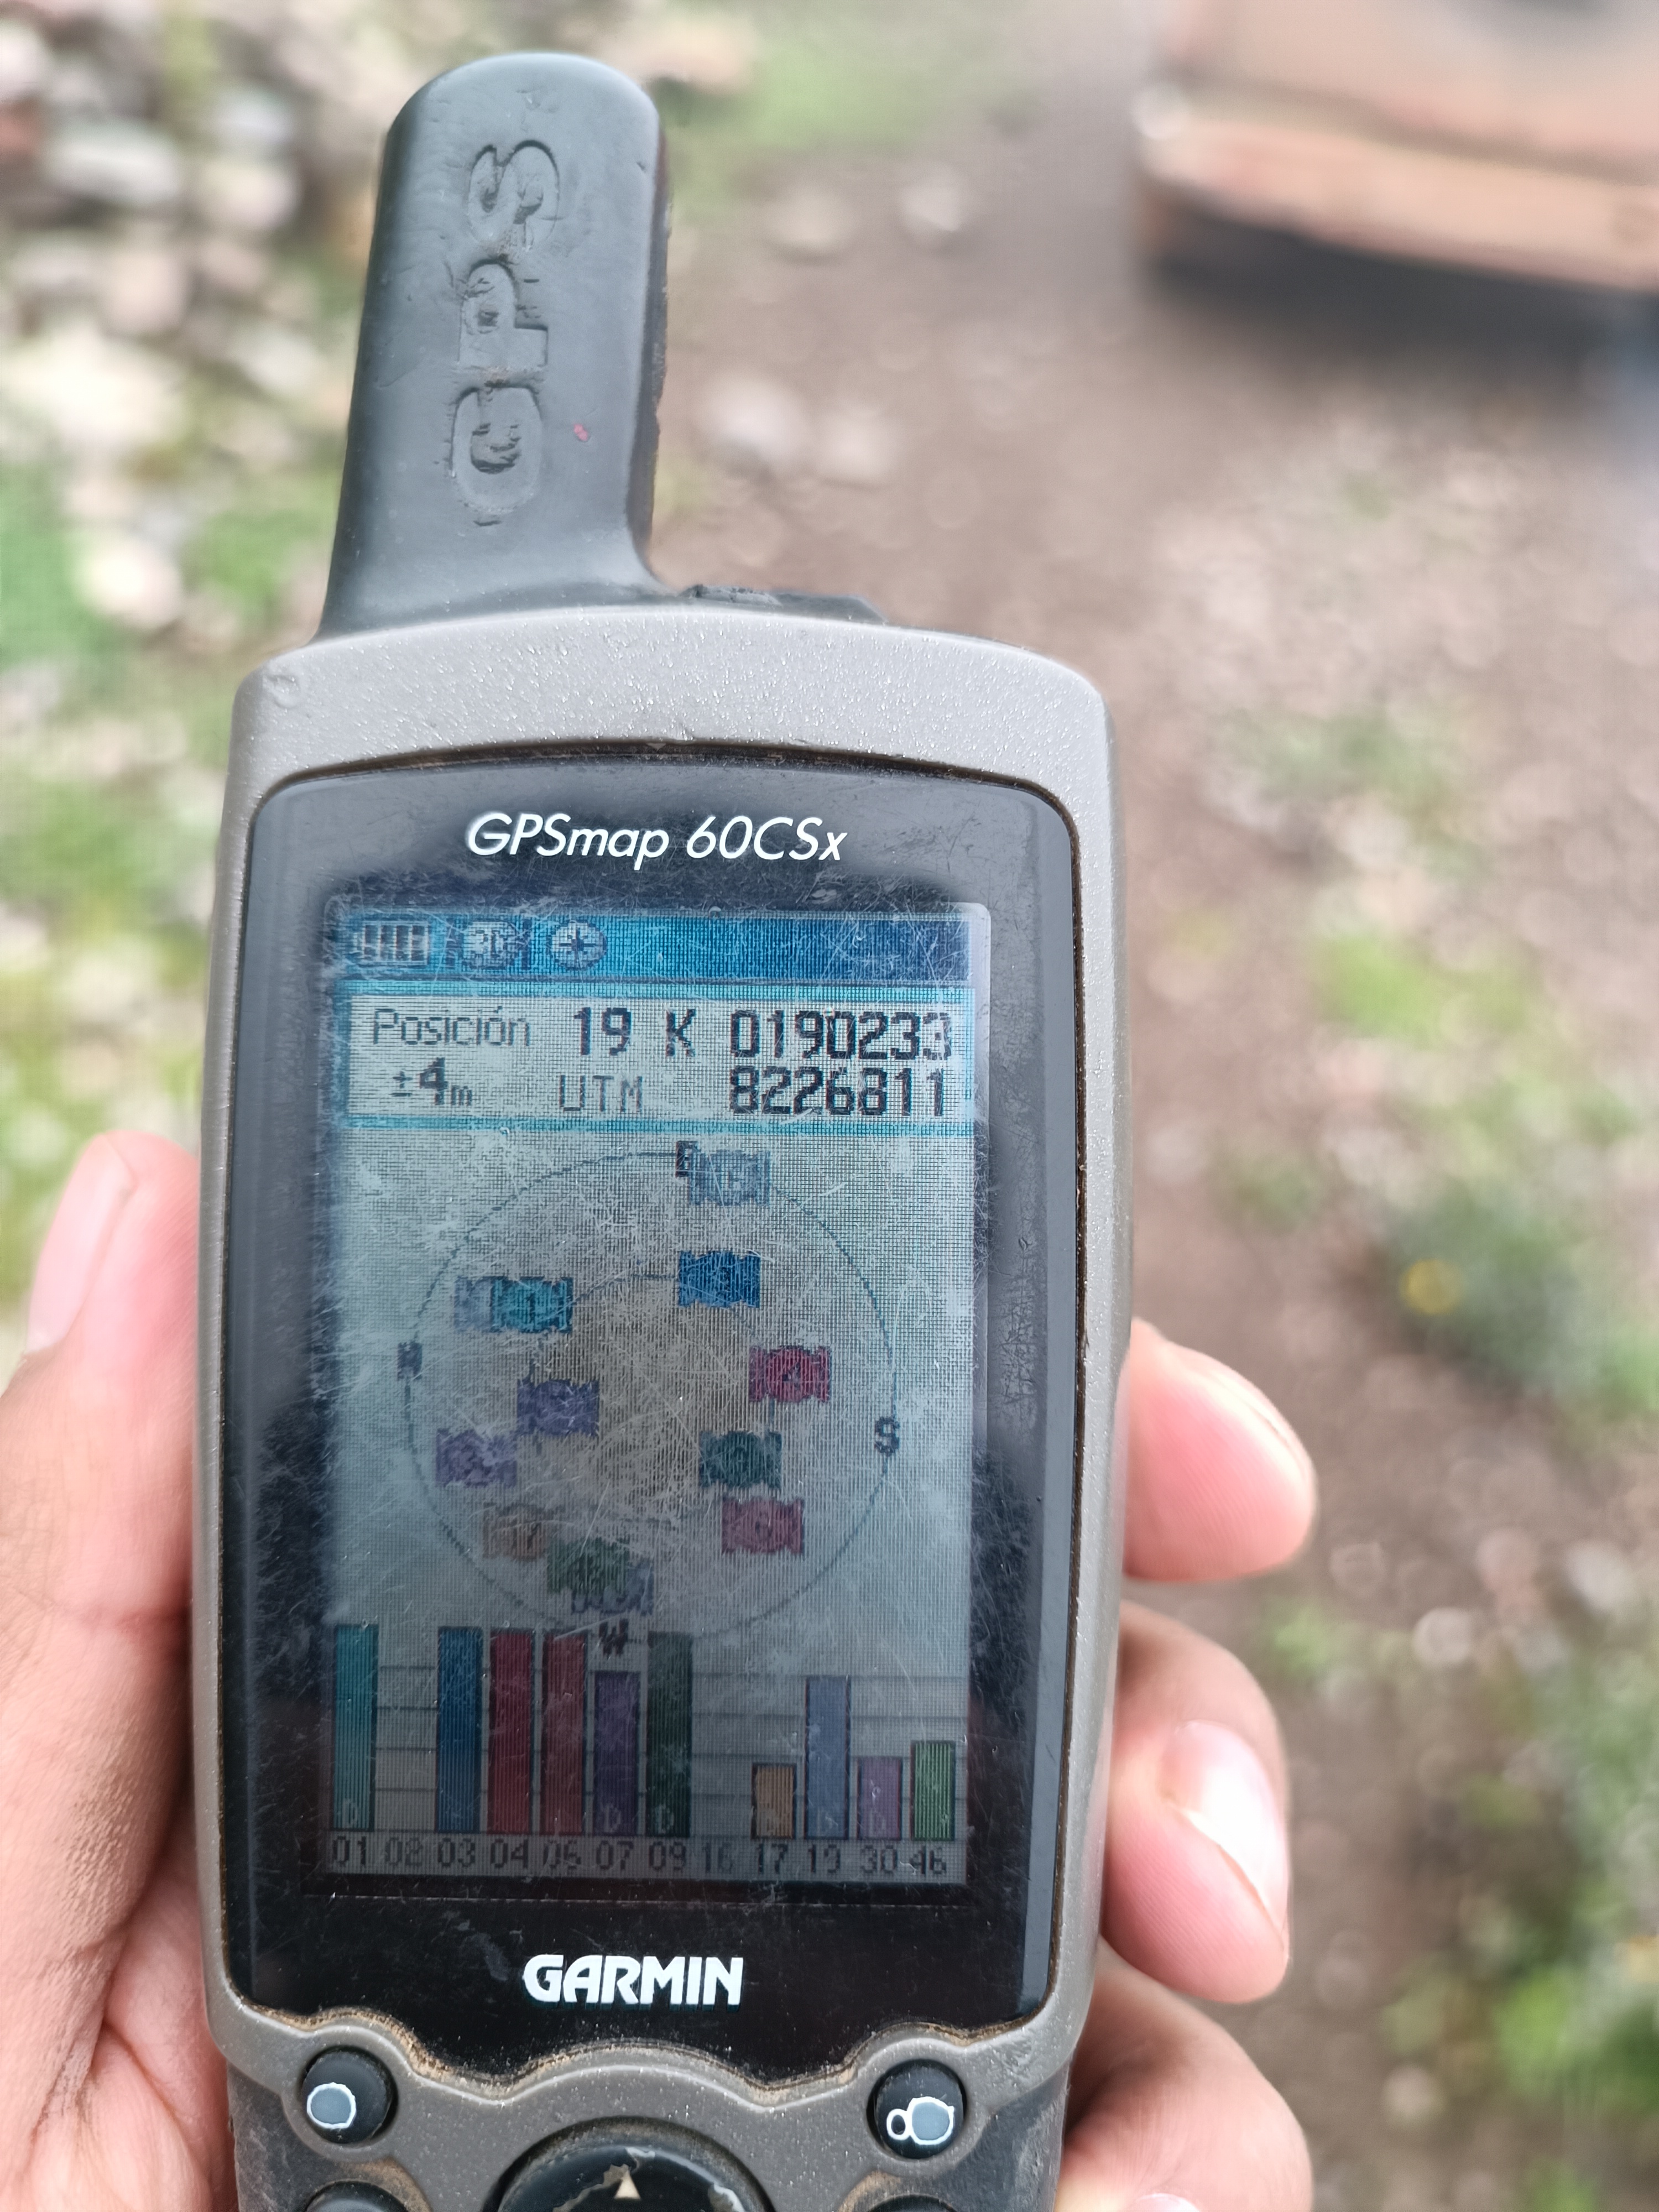 GPS
GPSmap 60CSx
3D
Posición 19 K 0190233
±4m UTM 8226811
E
N
S
W
D D D D
01 02 03 04 06 07 09 16 17 19 30 46
GARMIN